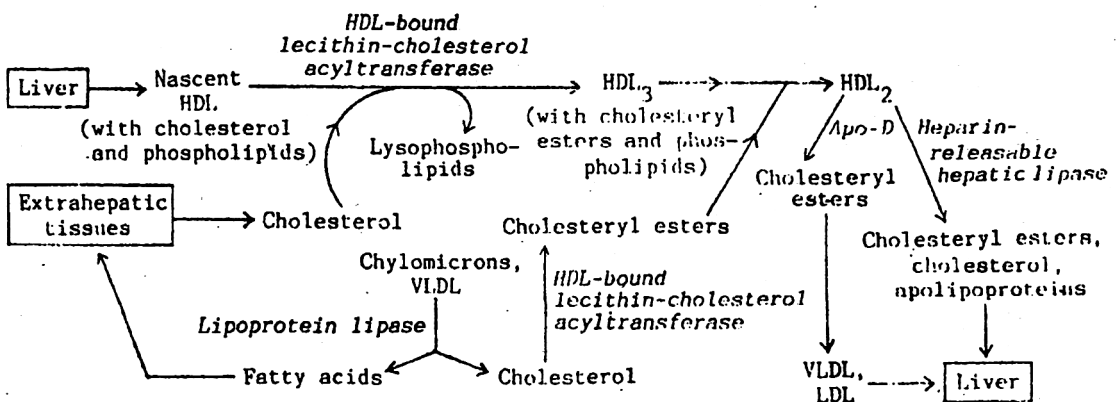 HDL-bound
lecithin-cholesterol
acyltransferase
Liver
Nascent
HDL
(with cholesterol
and phospholipids)
Lysophospho-
lipids
HDL3
(with cholesteryl
esters and phos-
pholipids)
HDL2
Apo-D
Heparin-
releasable
hepatic lipase
Cholesteryl
esters
Extrahepatic
tissues
Cholesterol
Cholesteryl esters
Cholesteryl esters,
cholesterol,
apolipoproteins
Chylomicrons,
VLDL
HDL-bound
lecithin-cholesterol
acyltransferase
Lipoprotein lipase
Fatty acids
Cholesterol
VLDL,
LDL
Liver